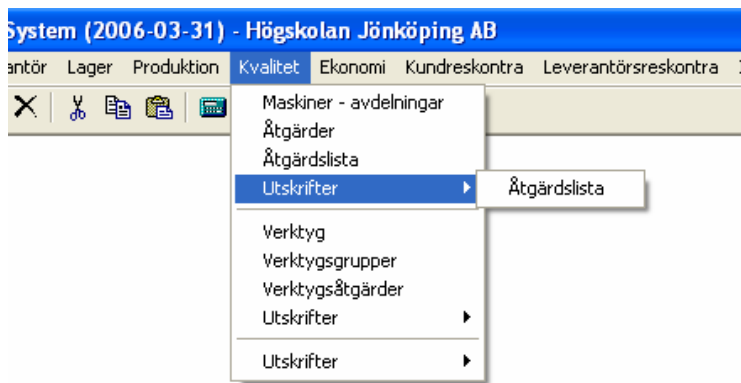 System (2006-03-31) - Högskolan Jönköping AB
antör Lager Produktion Kvalitet Ekonomi Kundreskontra Leverantörsreskontra
Maskiner - avdelningar
Åtgärder
Åtgärdslista
Utskrifter Åtgärdslista
Verktyg
Verktygsgrupper
Verktygsåtgärder
Utskrifter
Utskrifter